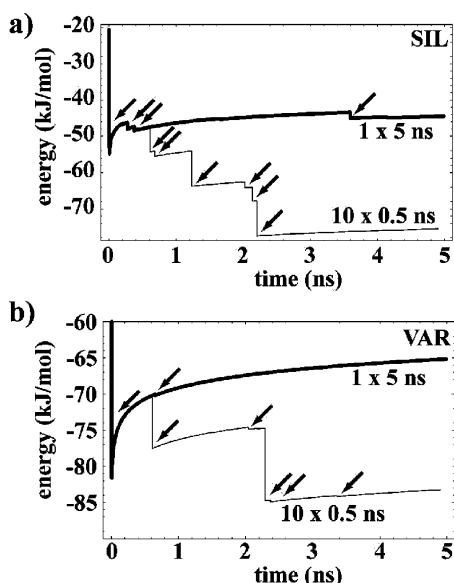 a)
SIL
energy (kJ/mol)
-20
-30
-40
-50
-60
-70
1 x 5 ns
10 x 0.5 ns
0
1
2
3
4
5
time (ns)
b)
VAR
energy (kJ/mol)
-60
-65
-70
-75
-80
-85
1 x 5 ns
10 x 0.5 ns
0
1
2
3
4
5
time (ns)